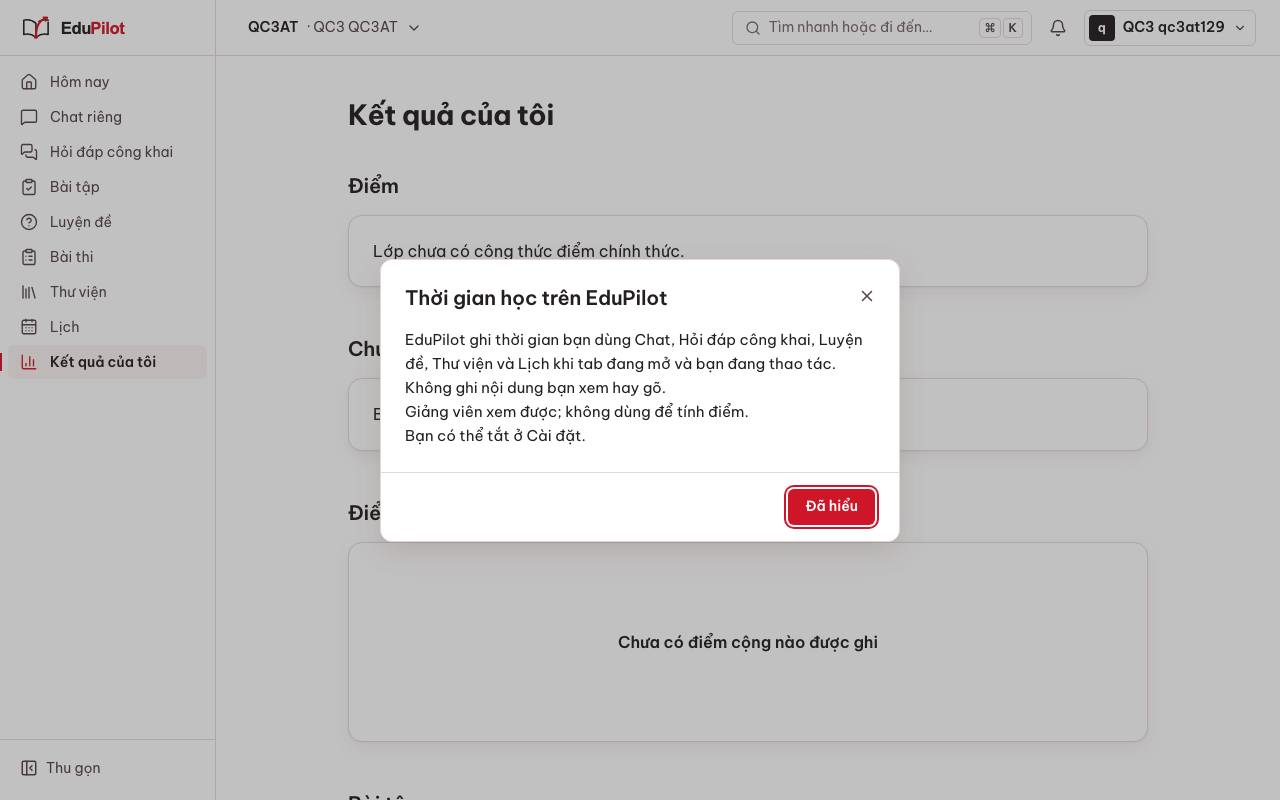 EduPilot
QC3AT · QC3 QC3AT
Tìm nhanh hoặc đi đến...
⌘ K
q QC3 qc3at129
Hôm nay
Chat riêng
Hỏi đáp công khai
Bài tập
Luyện đề
Bài thi
Thư viện
Lịch
Kết quả của tôi
Thu gọn
Kết quả của tôi
Điểm
Lớp chưa có công thức điểm chính thức.
Thời gian học trên EduPilot
EduPilot ghi thời gian bạn dùng Chat, Hỏi đáp công khai, Luyện
đề, Thư viện và Lịch khi tab đang mở và bạn đang thao tác.
Không ghi nội dung bạn xem hay gõ.
Giảng viên xem được; không dùng để tính điểm.
Bạn có thể tắt ở Cài đặt.
Đã hiểu
Chưa có điểm cộng nào được ghi